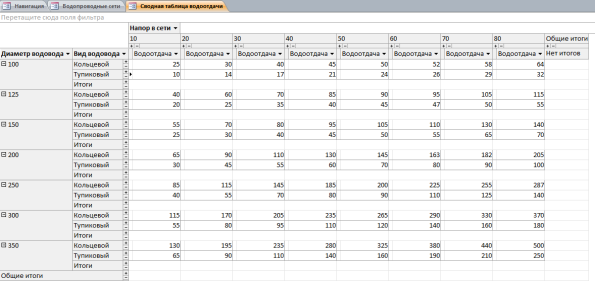 Навигация Водопроводные сети Сводная таблица водоотдача
Перетащите сюда поля фильтра
Напор в сети
10 20 30 40 50 60 70 80 Общие итоги
Диаметр водовода Вид водовода Водоотдача Водоотдача Водоотдача Водоотдача Водоотдача Водоотдача Водоотдача Водоотдача Нет итогов
100 Кольцевой 25 30 40 45 50 52 58 64
Тупиковый 10 14 17 21 24 26 29 32
Итоги
125 Кольцевой 40 60 70 85 90 95 105 115
Тупиковый 20 25 35 40 45 47 50 55
Итоги
150 Кольцевой 55 70 80 95 105 110 130 140
Тупиковый 25 30 40 45 50 55 65 70
Итоги
200 Кольцевой 65 90 110 130 145 163 182 205
Тупиковый 30 45 55 60 70 80 90 100
Итоги
250 Кольцевой 85 115 145 185 200 225 255 287
Тупиковый 40 55 70 80 90 110 125 140
Итоги
300 Кольцевой 115 170 205 235 265 290 330 370
Тупиковый 55 80 95 110 120 140 160 180
Итоги
350 Кольцевой 130 195 235 280 325 380 440 500
Тупиковый 65 90 110 140 160 190 210 250
Итоги
Общие итоги